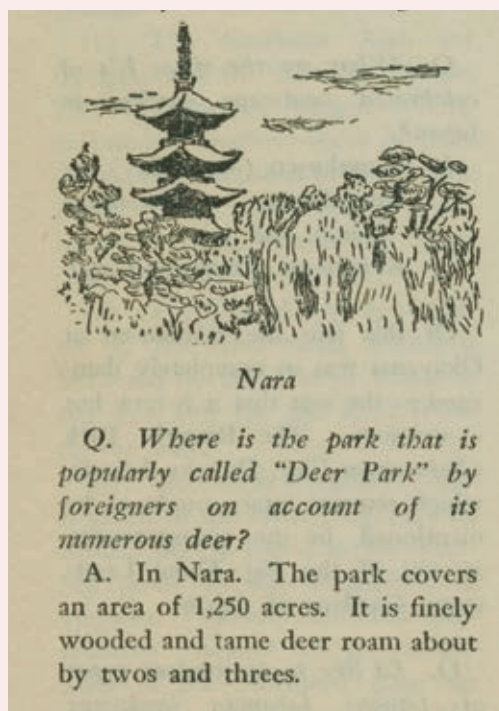 Nara
Q. Where is the park that is
popularly called "Deer Park" by
foreigners on account of its
numerous deer?
A. In Nara. The park covers
an area of 1,250 acres. It is finely
wooded and tame deer roam about
by twos and threes.